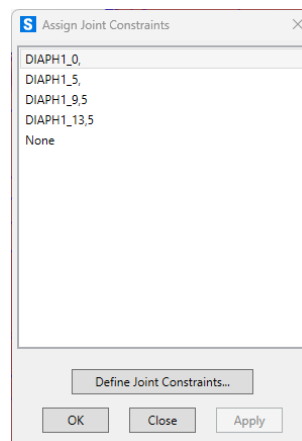 S Assign Joint Constraints
DIAPH1_0,
DIAPH1_5,
DIAPH1_9,5
DIAPH1_13,5
None
Define Joint Constraints...
OK Close Apply